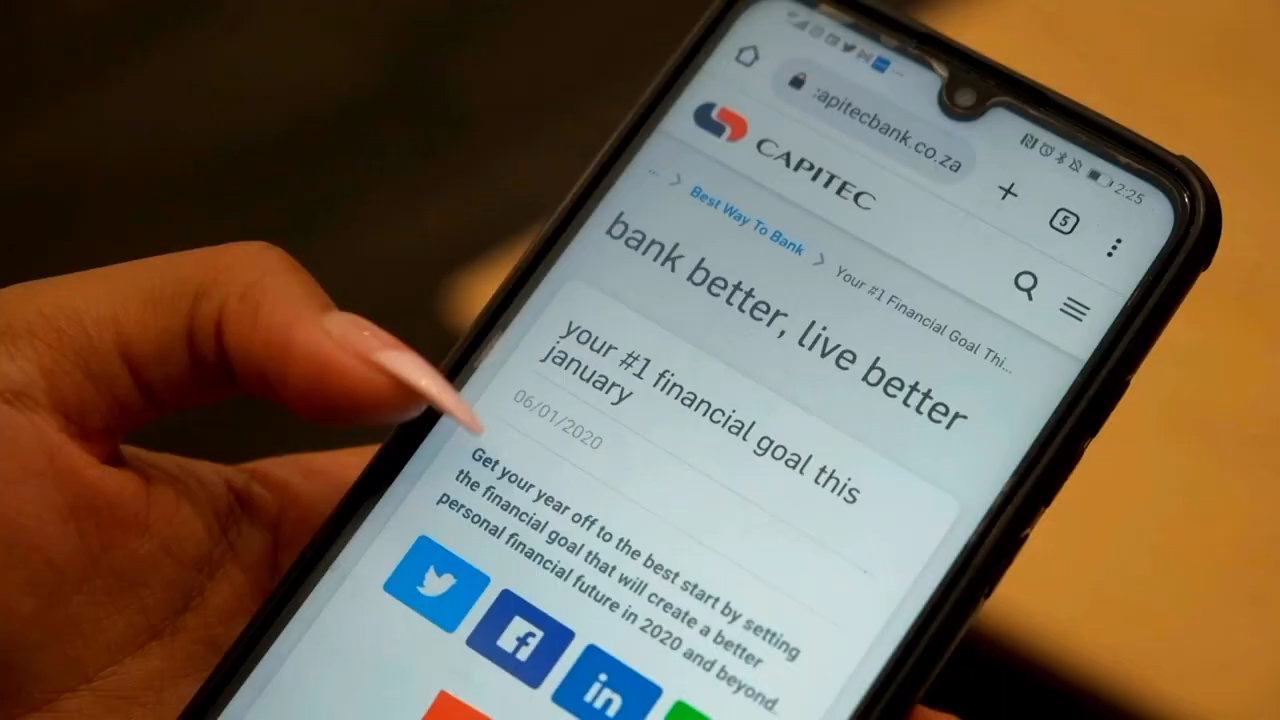 2:25
:apitecbank.co.za
5
CAPITEC
... > Best Way To Bank > Your #1 Financial Goal Thi...
bank better, live better
your #1 financial goal this
january
06/01/2020
Get your year off to the best start by setting
the financial goal that will create a better
personal financial future in 2020 and beyond.
f
in